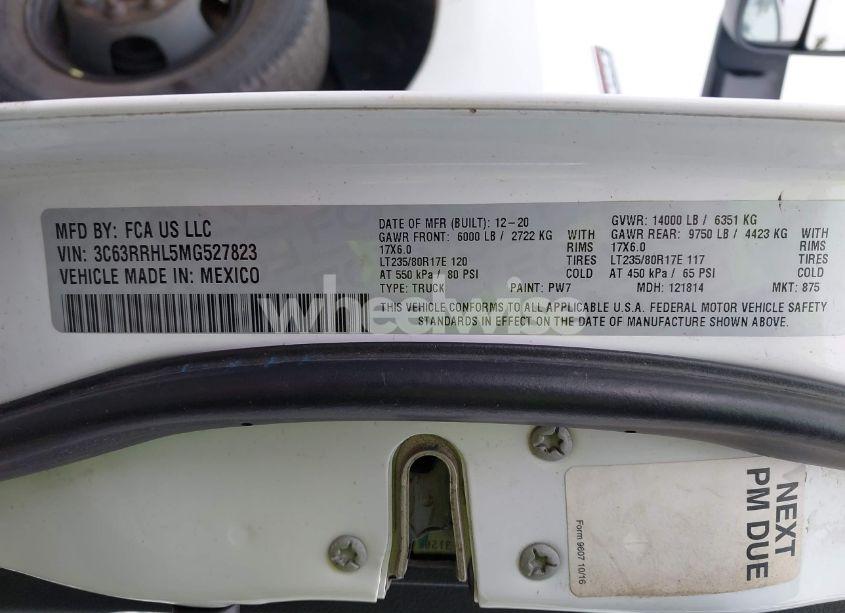 MFD BY: FCA US LLC
VIN: 3C63RRHL5MG527823
VEHICLE MADE IN: MEXICO
DATE OF MFR (BUILT): 12-20 GVWR: 14000 LB / 6351 KG
GAWR FRONT: 6000 LB / 2722 KG WITH GAWR REAR: 9750 LB / 4423 KG WITH
17X6.0 RIMS 17X6.0 RIMS
LT235/80R17E 120 TIRES LT235/80R17E 117 TIRES
AT 550 kPa / 80 PSI COLD AT 450 kPa / 65 PSI COLD
TYPE: TRUCK PAINT: PW7 MDH: 121814 MKT: 875
THIS VEHICLE CONFORMS TO ALL APPLICABLE U.S.A. FEDERAL MOTOR VEHICLE SAFETY
STANDARDS IN EFFECT ON THE DATE OF MANUFACTURE SHOWN ABOVE.
wheelwise
NEXT
PM DUE
Form 9607 10/16